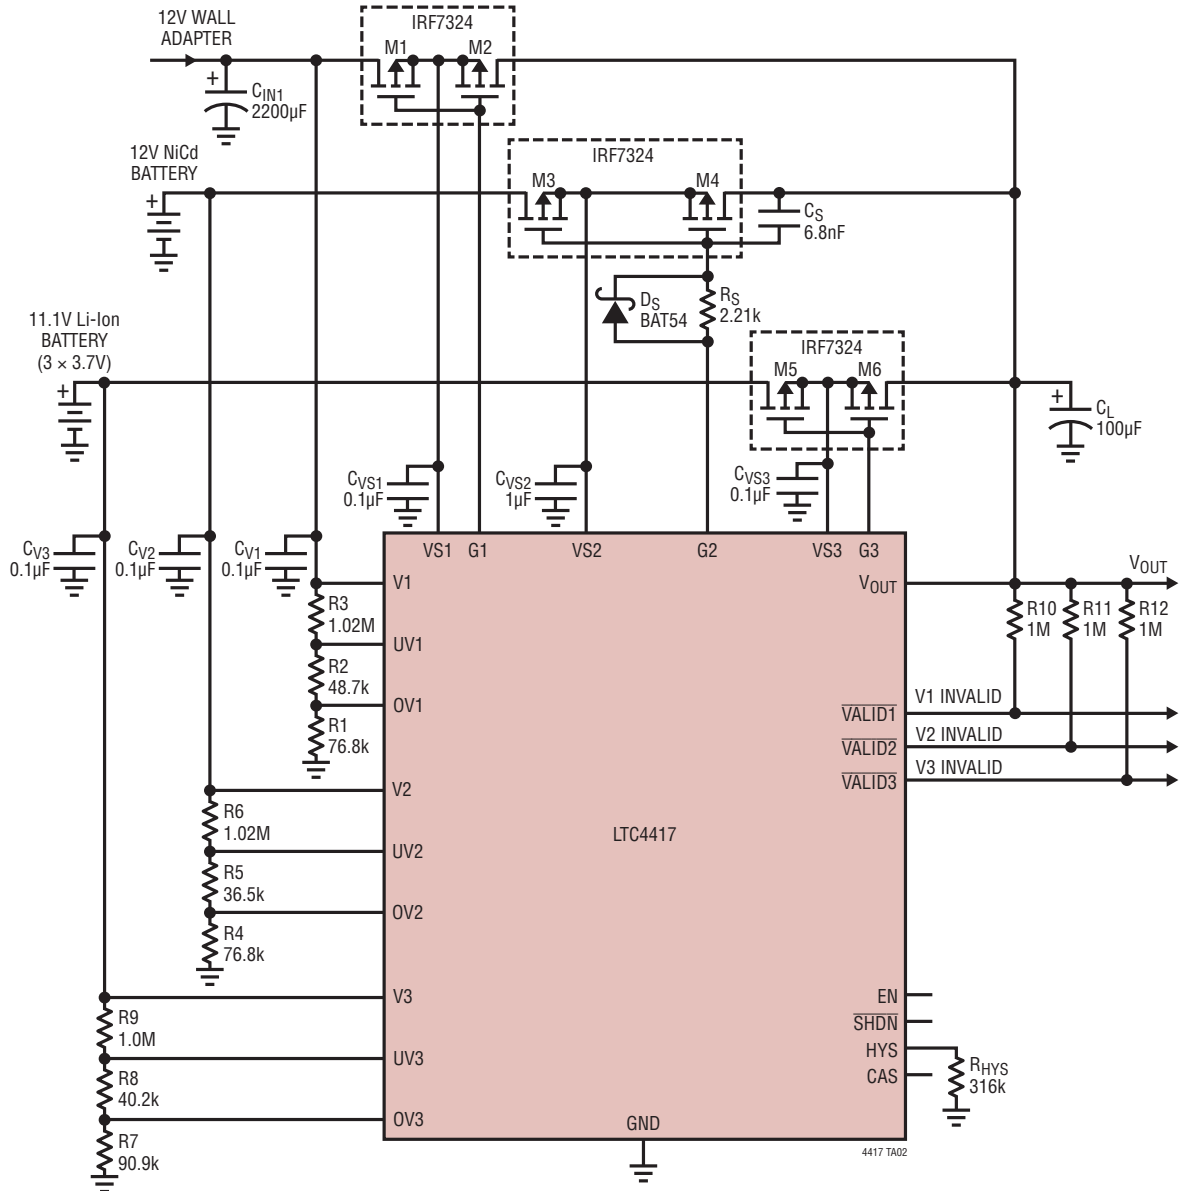 12V WALL
ADAPTER
IRF7324
M1
M2
+
CIN1
2200µF
12V NiCd
BATTERY
IRF7324
M3
M4
+
CS
6.8nF
DS
BAT54
RS
2.21k
11.1V Li-Ion
BATTERY
(3 × 3.7V)
IRF7324
M5
M6
+
+
CL
100µF
CVS1
0.1µF
CVS2
1µF
CVS3
0.1µF
CV3
0.1µF
CV2
0.1µF
CV1
0.1µF
VS1
G1
VS2
G2
VS3
G3
V1
VOUT
VOUT
R3
1.02M
R10
1M
R11
1M
R12
1M
UV1
R2
48.7k
OV1
R1
76.8k
VALID1
V1 INVALID
VALID2
V2 INVALID
VALID3
V3 INVALID
V2
R6
1.02M
LTC4417
UV2
R5
36.5k
OV2
R4
76.8k
V3
EN
R9
1.0M
SHDN
UV3
HYS
RHYS
316k
CAS
R8
40.2k
OV3
GND
R7
90.9k
4417 TA02